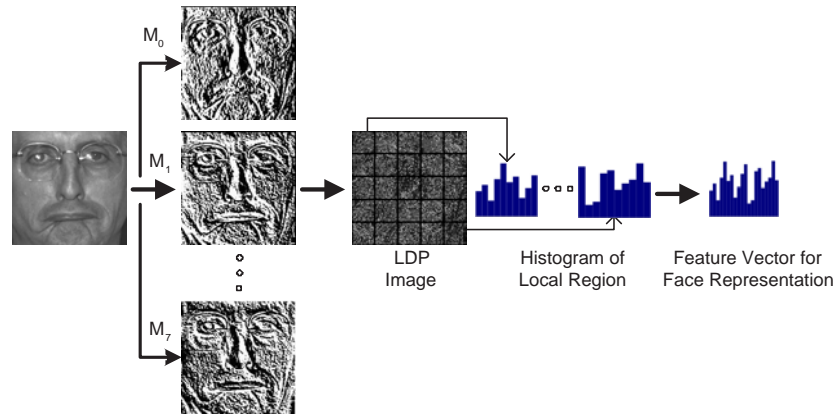 M0
M1
M7
LDP
Image
Histogram of
Local Region
Feature Vector for
Face Representation